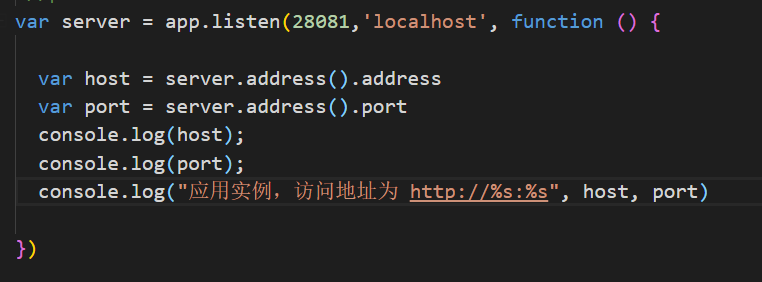 var server = app.listen(28081,'localhost', function () {
var host = server.address().address
var port = server.address().port
console.log(host);
console.log(port);
console.log("应用实例，访问地址为 http://%s:%s", host, port)
})